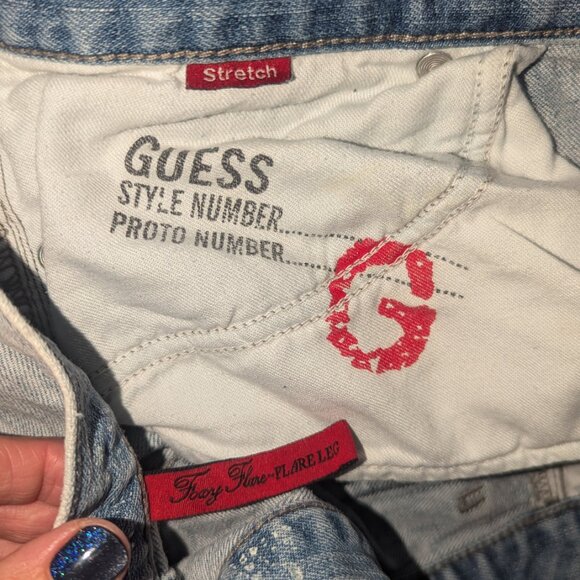 Stretch
GUESS
STYLE NUMBER
PROTO NUMBER
G
Foxy Flare - FLARE LEG